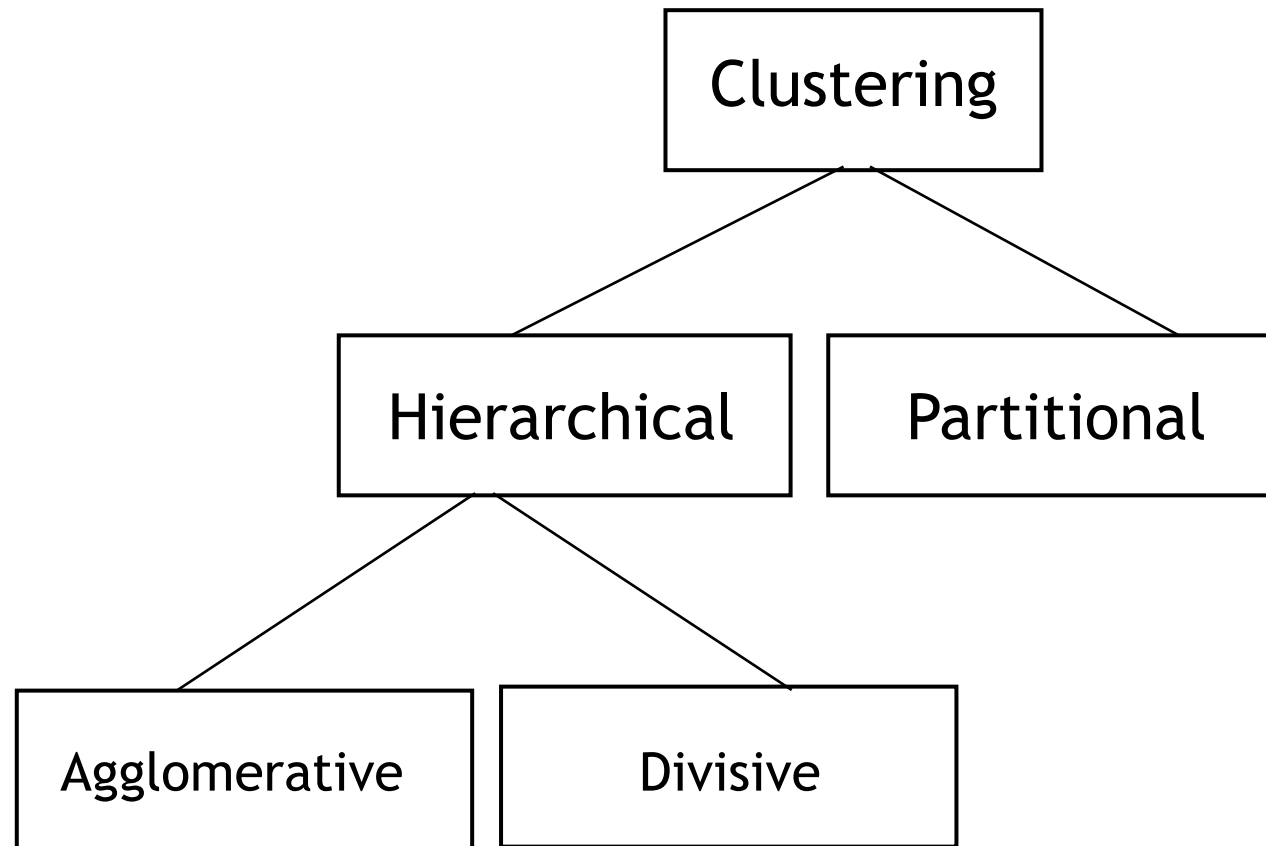 Clustering
Hierarchical
Partitional
Agglomerative
Divisive